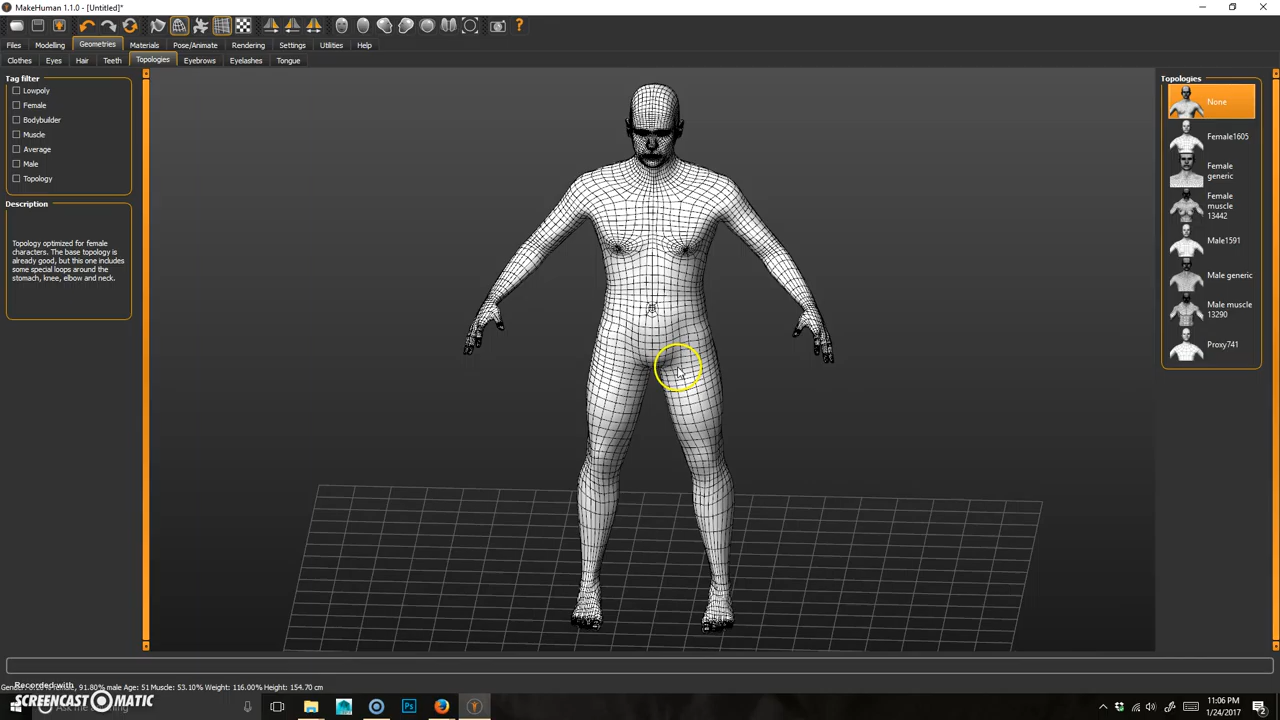 MakeHuman 1.1.0 - [Untitled]*
Files Modelling Geometries Materials Pose/Animate Rendering Settings Utilities Help
Clothes Eyes Hair Teeth Topologies Eyebrows Eyelashes Tongue
Tag filter
Lowpoly
Female
Bodybuilder
Muscle
Average
Male
Topology
Description
Topology optimized for female
characters. The base topology is
already good, but this one includes
some special loops around the
stomach, knee, elbow and neck.
Topologies
None
Female1605
Female
generic
Female
muscle
13442
Male1591
Male generic
Male muscle
13290
Proxy741
91.80% male Age: 51 Muscle: 53.10% Weight: 116.00% Height: 154.70 cm
Recorded with
SCREENCAST MATIC
11:06 PM
1/24/2017